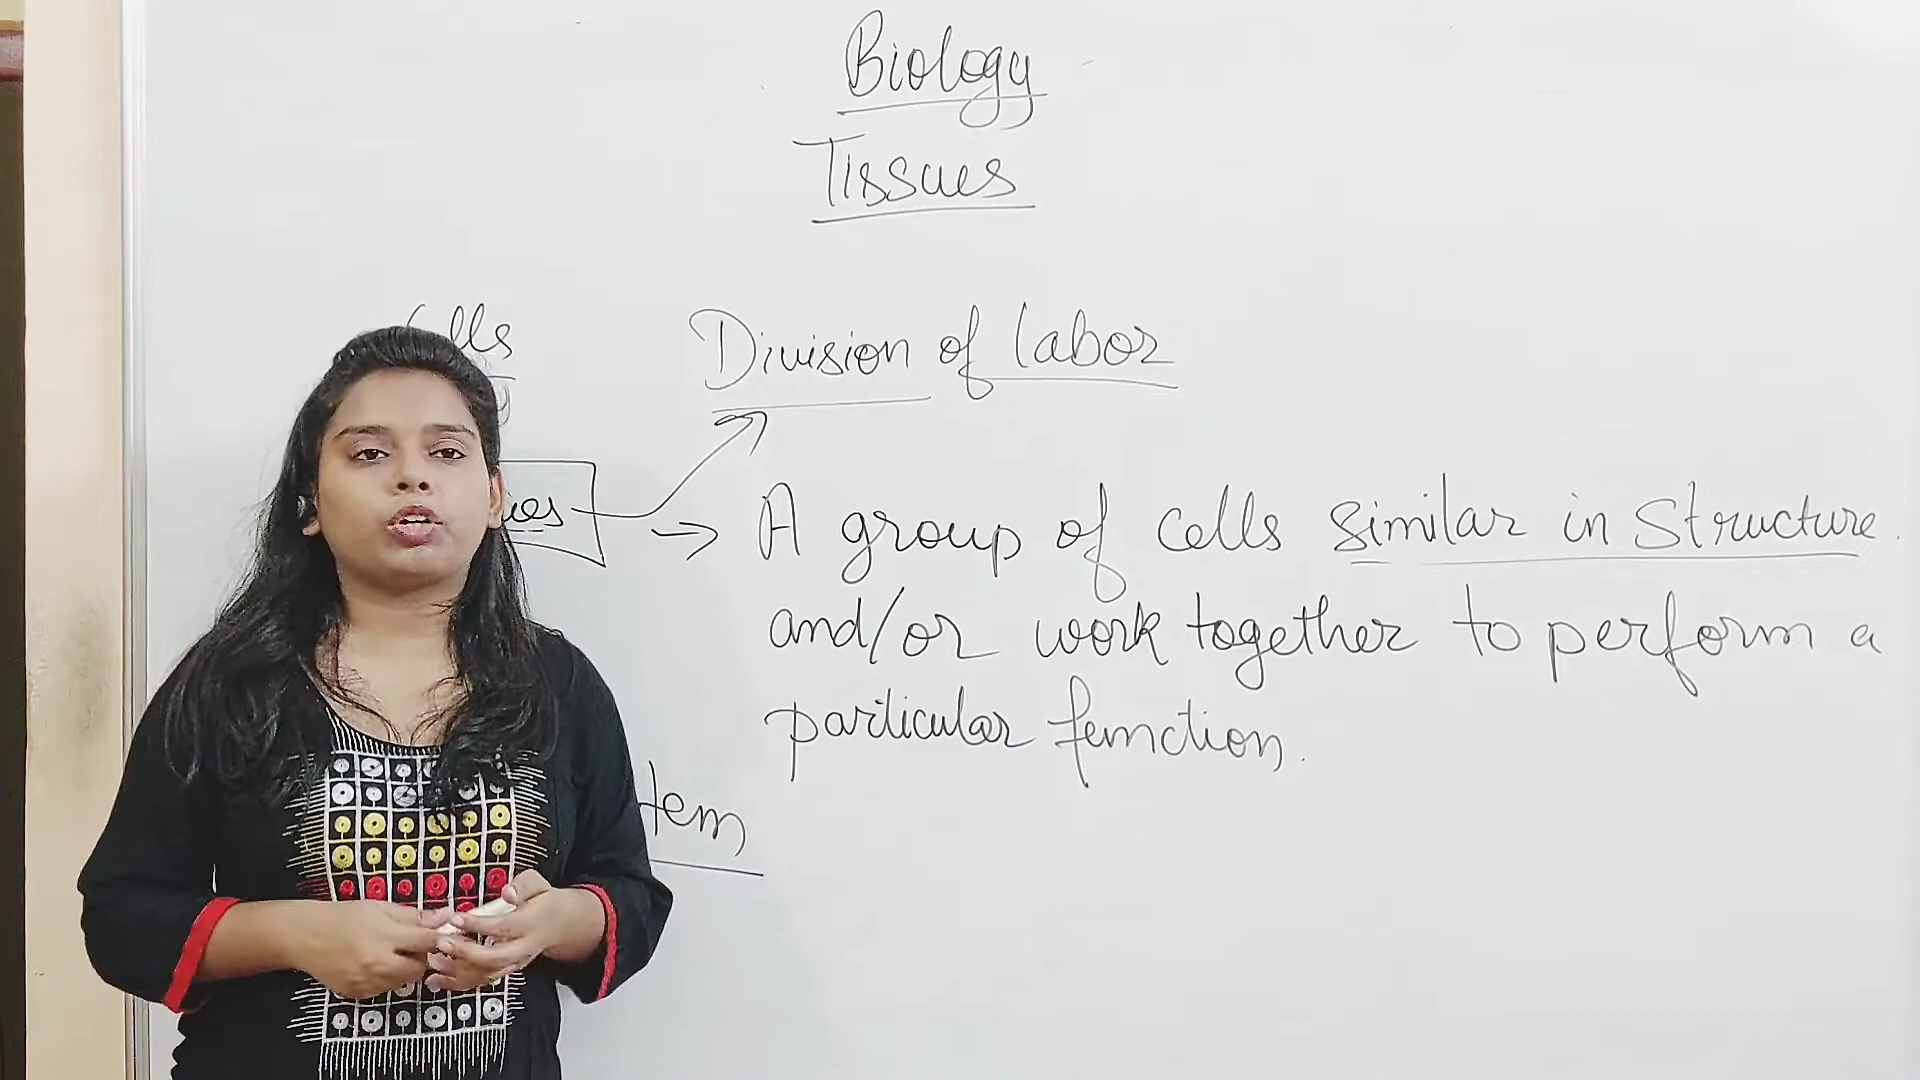 Biology
Tissues
Division of labor
→ A group of cells similar in structure
and/or work together to perform a
particular function.